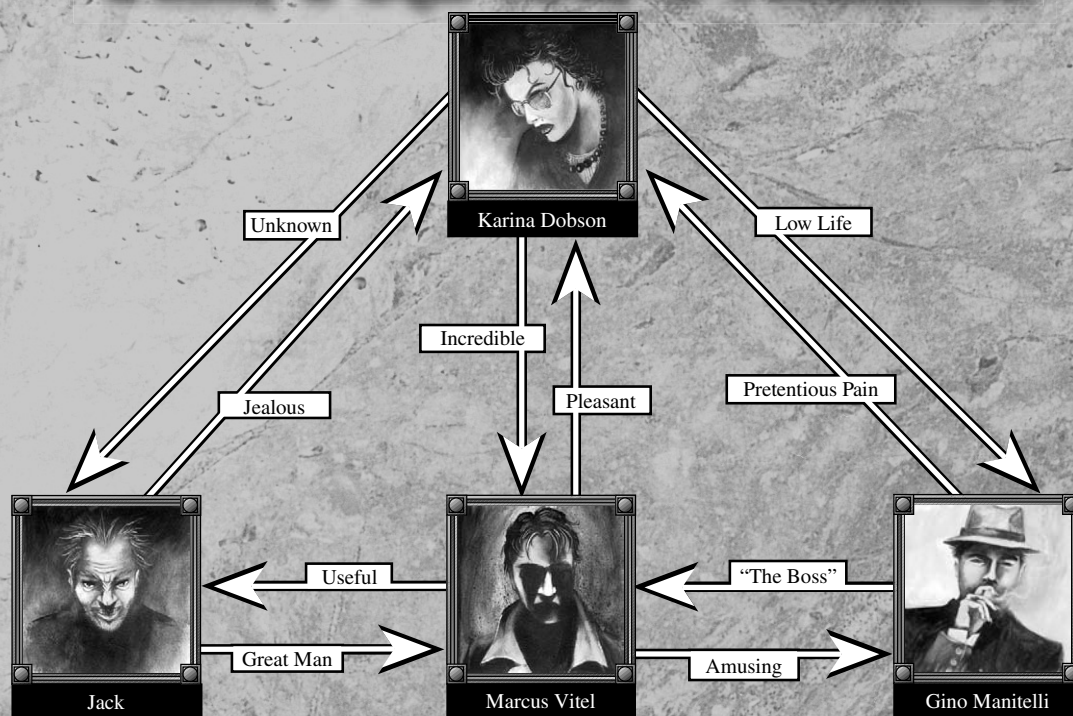 Karina Dobson
Unknown
Low Life
Incredible
Pretentious Pain
Pleasant
Jealous
Useful
“The Boss”
Great Man
Amusing
Jack
Marcus Vitel
Gino Manitelli